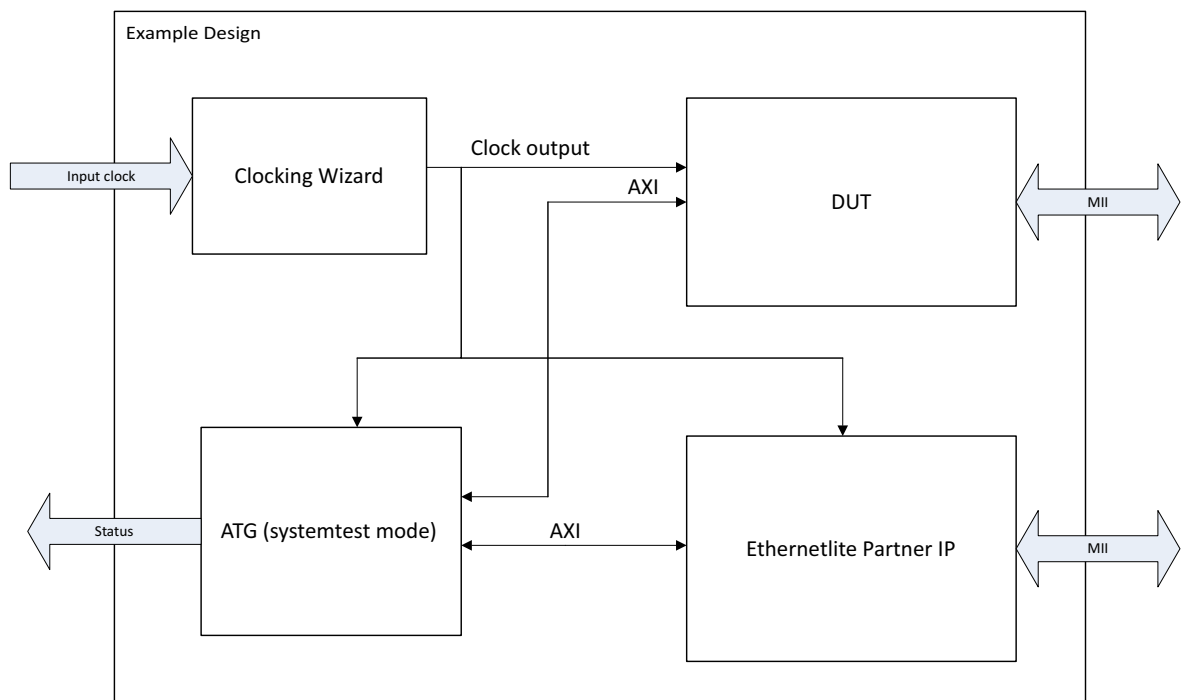 Example Design
Clock output
Input clock
Clocking Wizard
AXI
DUT
MII
Status
ATG (systemtest mode)
AXI
Ethernetlite Partner IP
MII